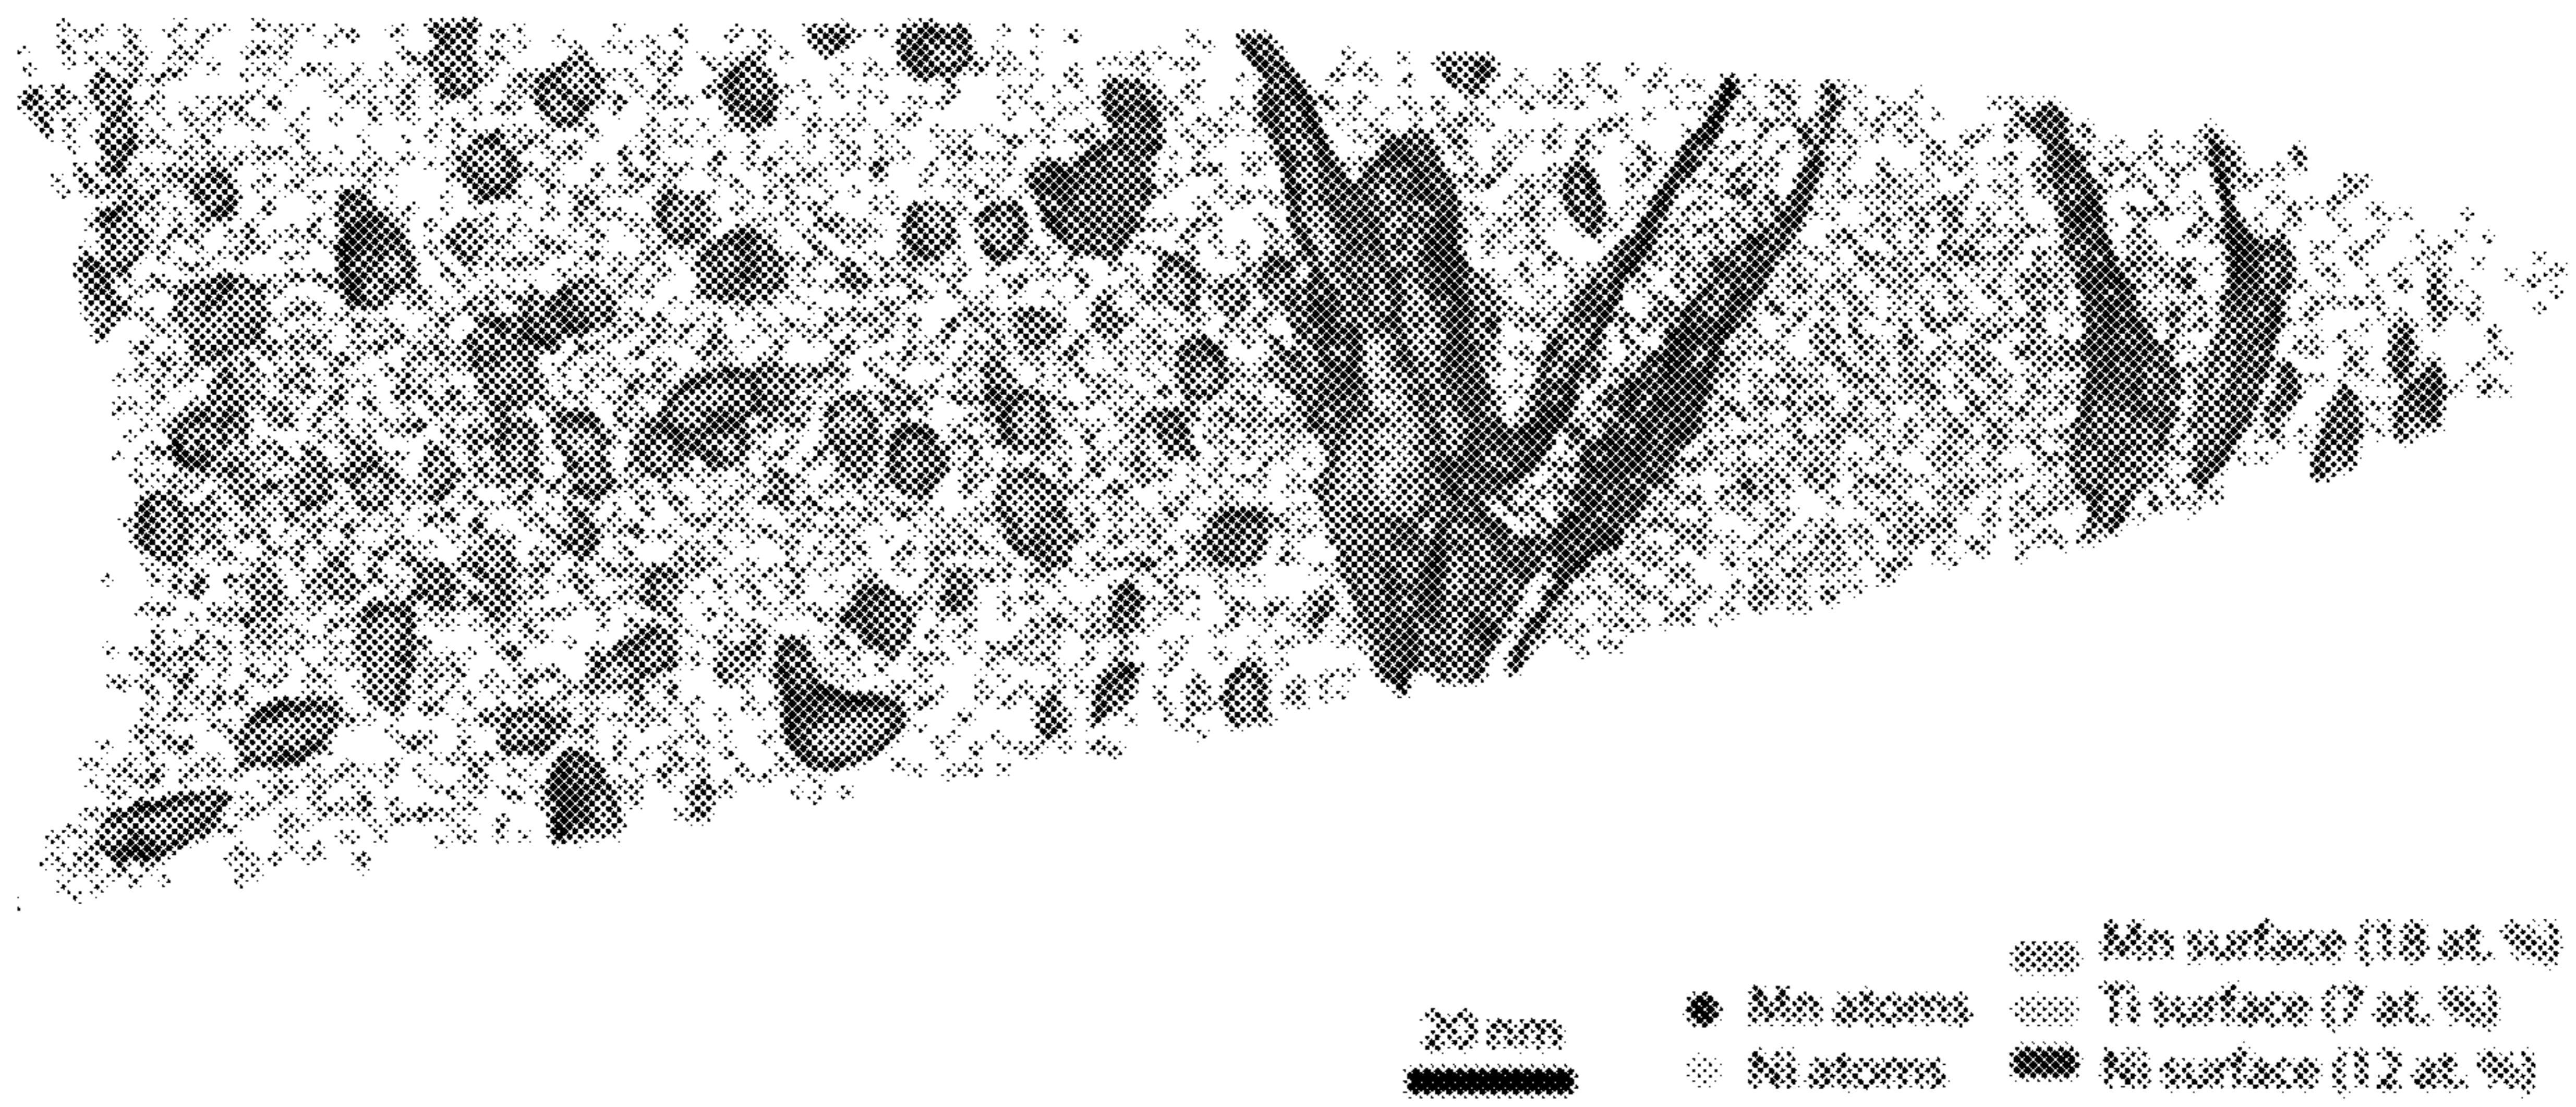 20 nm
Mn atoms
Ni atoms
Mn surface (18 at. %)
Ti surface (7 at. %)
Ni surface (12 at. %)